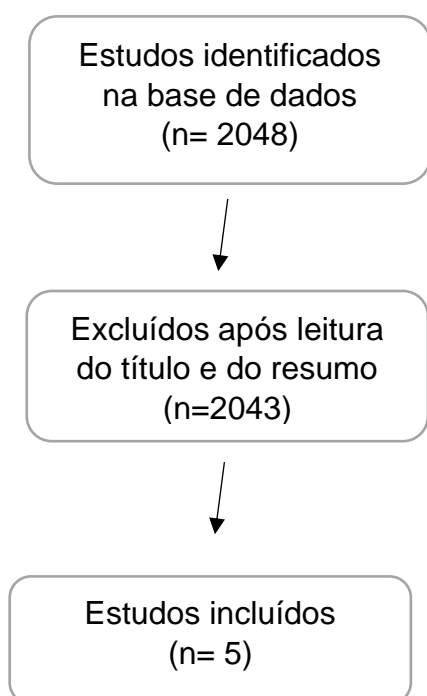 Estudos identificados
na base de dados
(n= 2048)
Excluídos após leitura
do título e do resumo
(n=2043)
Estudos incluídos
(n= 5)